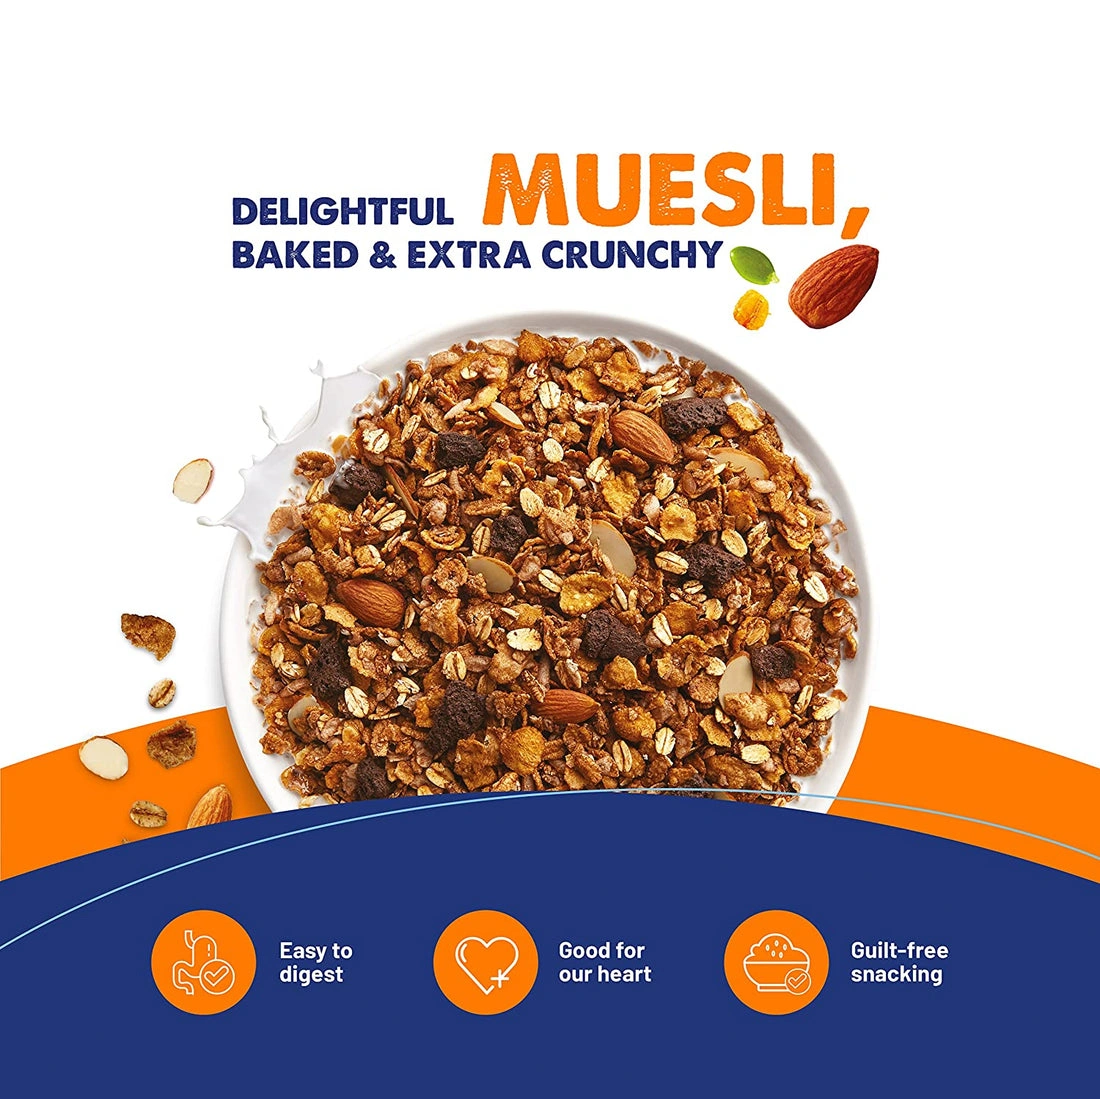 DELIGHTFUL MUESLI,
BAKED & EXTRA CRUNCHY
Easy to
digest
Good for
our heart
Guilt-free
snacking